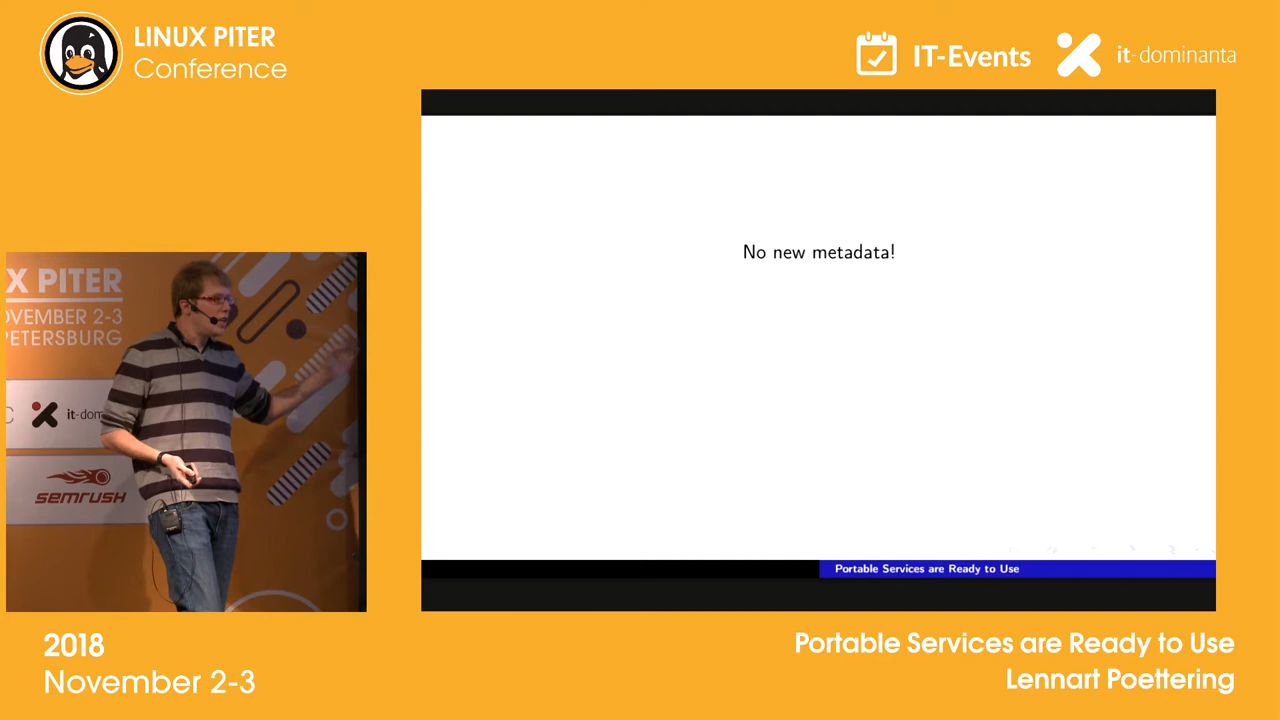 LINUX PITER
Conference
IT-Events
it-dominanta
No new metadata!
X PITER
OVEMBER 2-3
PETERSBURG
C
it-dom
semrush
Portable Services are Ready to Use
2018
November 2-3
Portable Services are Ready to Use
Lennart Poettering